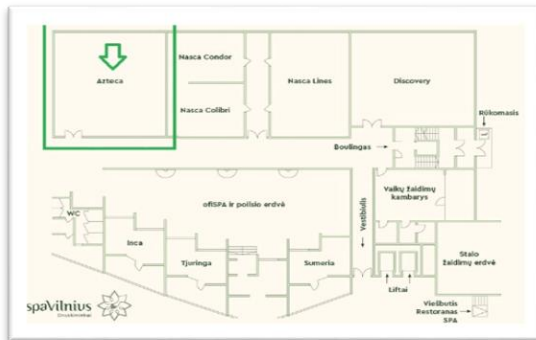 Azteca
Nasca Condor
Nasca Colibri
Nasca Lines
Discovery
Rūkomasis
Boulingas
Vaikų žaidimų
kambarys
ofiSPA ir poilsio erdvė
Vestibiulis
WC
Inca
Tjuringa
Sumeria
Stalo
žaidimų erdvė
Liftai
Viešbutis
Restoranas
SPA
spaVilnius